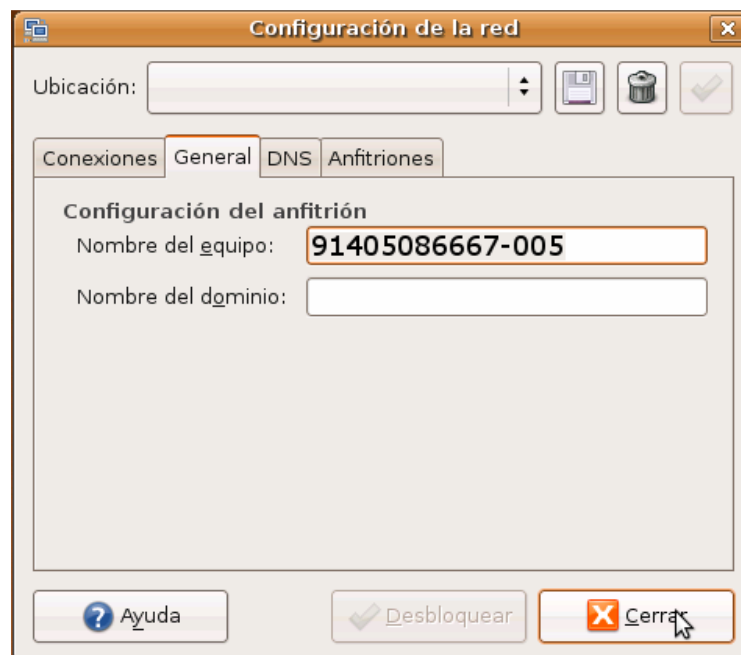 Configuración de la red
Ubicación:
Conexiones General DNS Anfitriones
Configuración del anfitrión
Nombre del equipo: 91405086667-005
Nombre del dominio:
Ayuda Desbloquear Cerrar